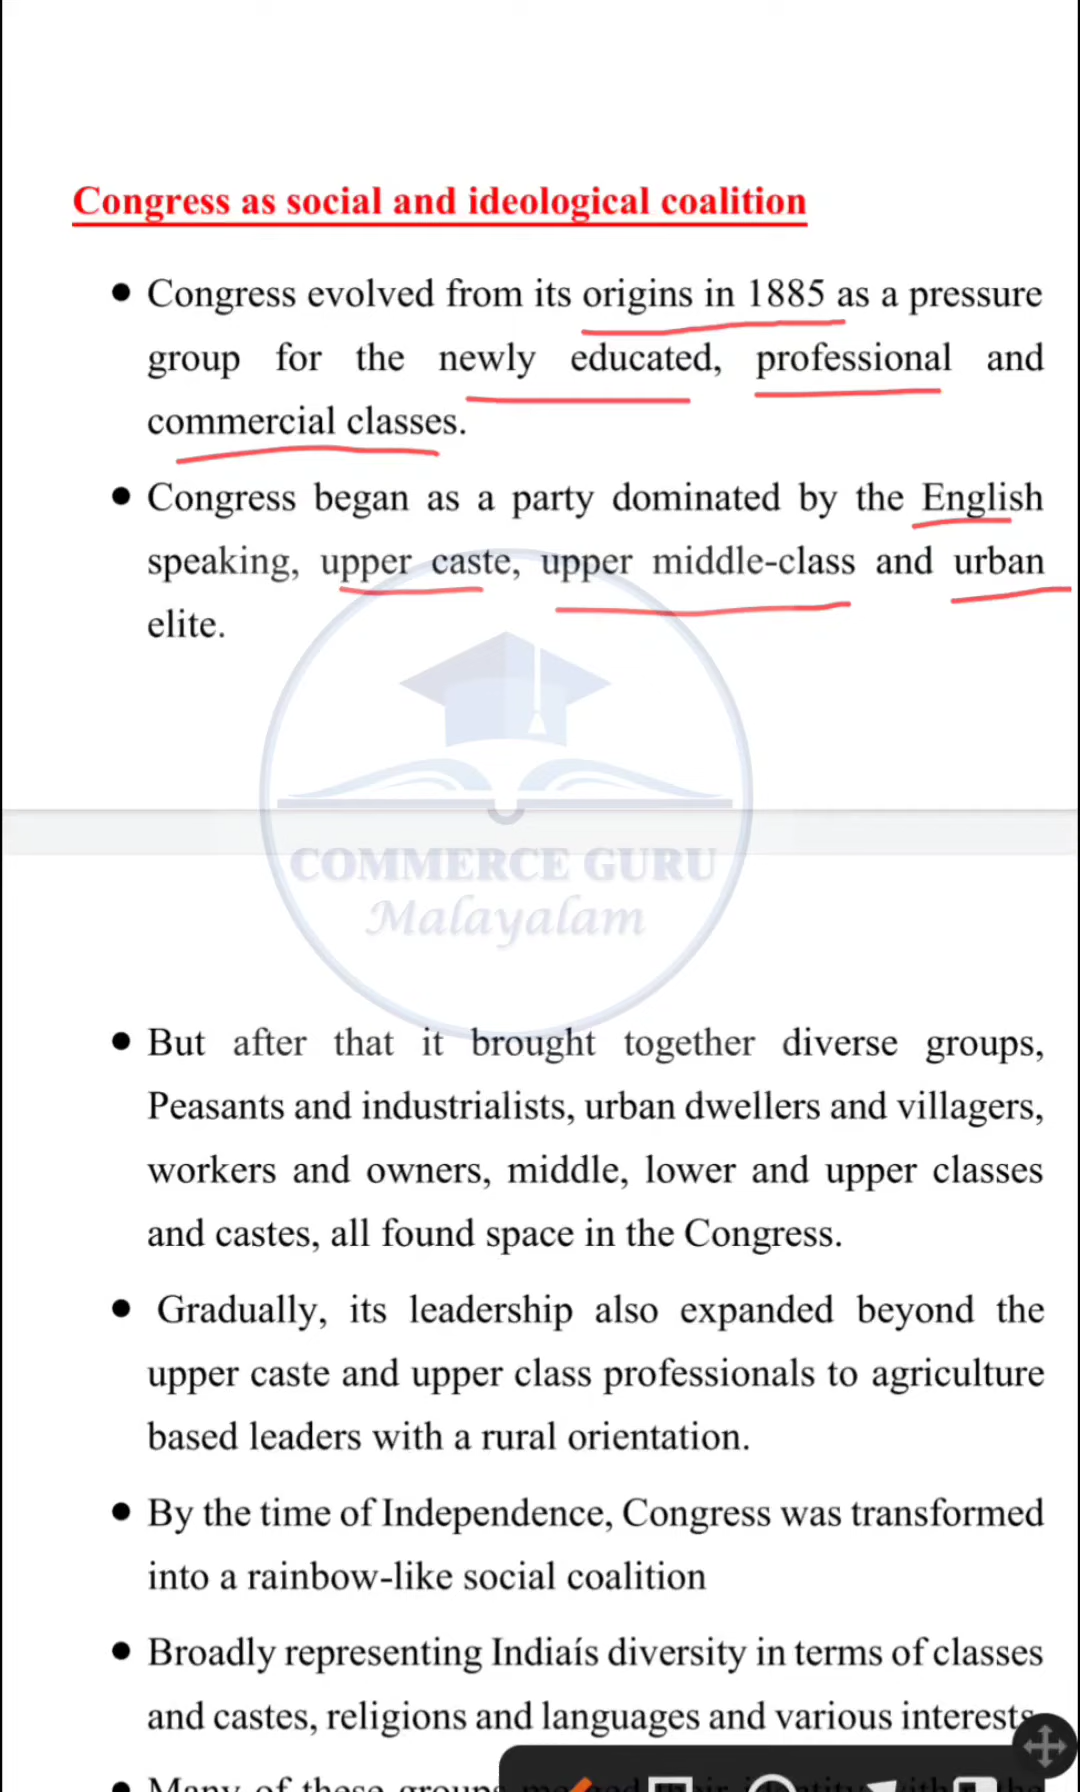 Congress as social and ideological coalition
● Congress evolved from its origins in 1885 as a pressure
group for the newly educated, professional and
commercial classes.
● Congress began as a party dominated by the English
speaking, upper caste, upper middle-class and urban
elite.
COMMERCE GURU
Malayalam
● But after that it brought together diverse groups,
Peasants and industrialists, urban dwellers and villagers,
workers and owners, middle, lower and upper classes
and castes, all found space in the Congress.
● Gradually, its leadership also expanded beyond the
upper caste and upper class professionals to agriculture
based leaders with a rural orientation.
● By the time of Independence, Congress was transformed
into a rainbow-like social coalition
● Broadly representing Indiaís diversity in terms of classes
and castes, religions and languages and various interests
● Many of these groups